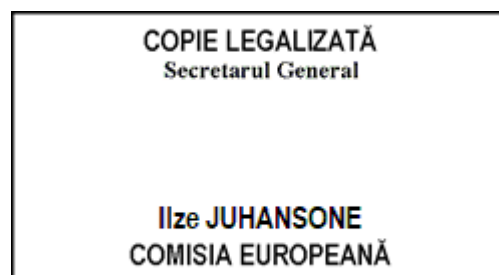 COPIE LEGALIZATĂ
Secretarul General
Ilze JUHANSONE
COMISIA EUROPEANĂ